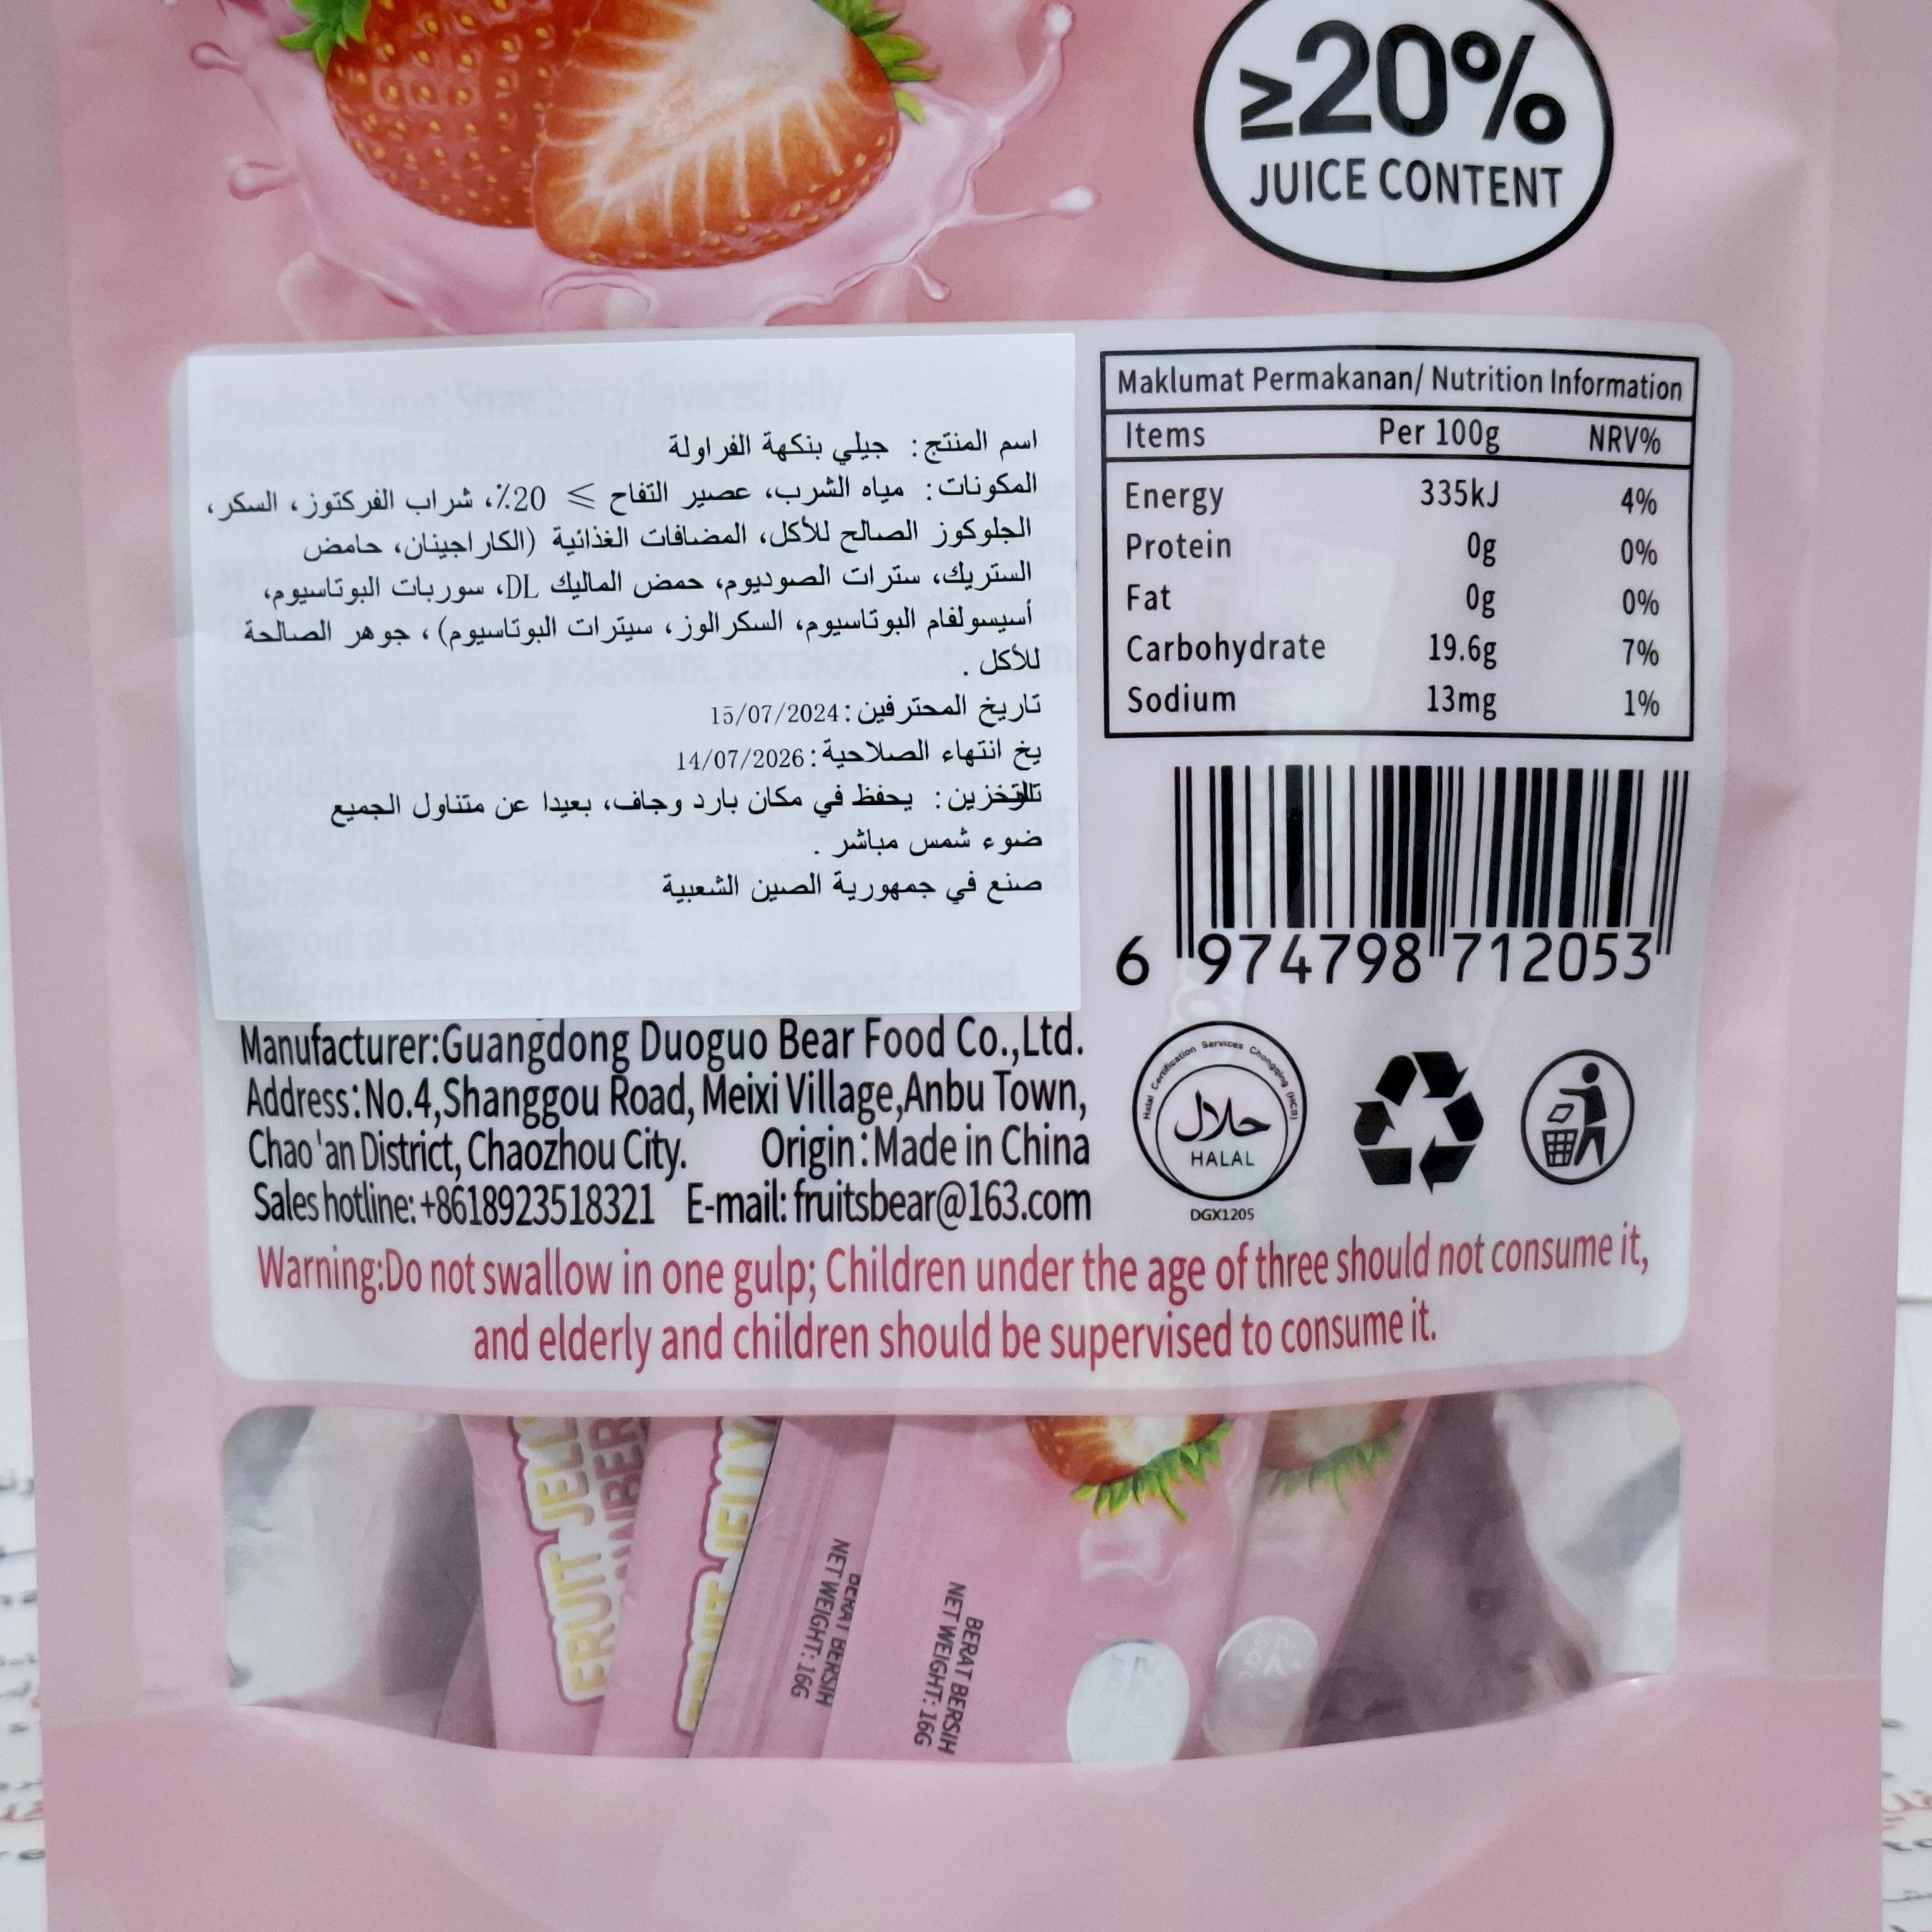 ≥20%
JUICE CONTENT
اسم المنتج: جيلي بنكهة الفراولة
المكونات: مياه الشرب، عصير التفاح ⩾ 20٪، شراب الفركتوز، السكر،
الجلوكوز الصالح للأكل، المضافات الغذائية (الكاراجينان، حامض
الستريك، سترات الصوديوم، حمض الماليك DL، سوربات البوتاسيوم،
أسيسولفام البوتاسيوم، السكرالوز، سيترات البوتاسيوم)، جوهر الصالحة
للأكل.
تاريخ المحترفين: 15/07/2024
يخ انتهاء الصلاحية: 14/07/2026
يحفظ في مكان بارد وجاف، بعيدا عن متناول الجميع
ضوء شمس مباشر.
صنع في جمهورية الصين الشعبية
Maklumat Permakanan/ Nutrition Information
Items Per 100g NRV%
Energy 335kJ 4%
Protein 0g 0%
Fat 0g 0%
Carbohydrate 19.6g 7%
Sodium 13mg 1%
6 974798 712053
Manufacturer:Guangdong Duoguo Bear Food Co.,Ltd.
Address:No.4,Shanggou Road, Meixi Village,Anbu Town,
Chao'an District, Chaozhou City. Origin:Made in China
Sales hotline: +8618923518321 E-mail: fruitsbear@163.com
Halal Certification Services Chongqing (HCS)
حلال
HALAL
DGX1205
Warning:Do not swallow in one gulp; Children under the age of three should not consume it,
and elderly and children should be supervised to consume it.
FRUIT JELL
FRUIT JELLY
BERAT BERSIH
NET WEIGHT: 16G
BERAT BERSIH
NET WEIGHT: 16G